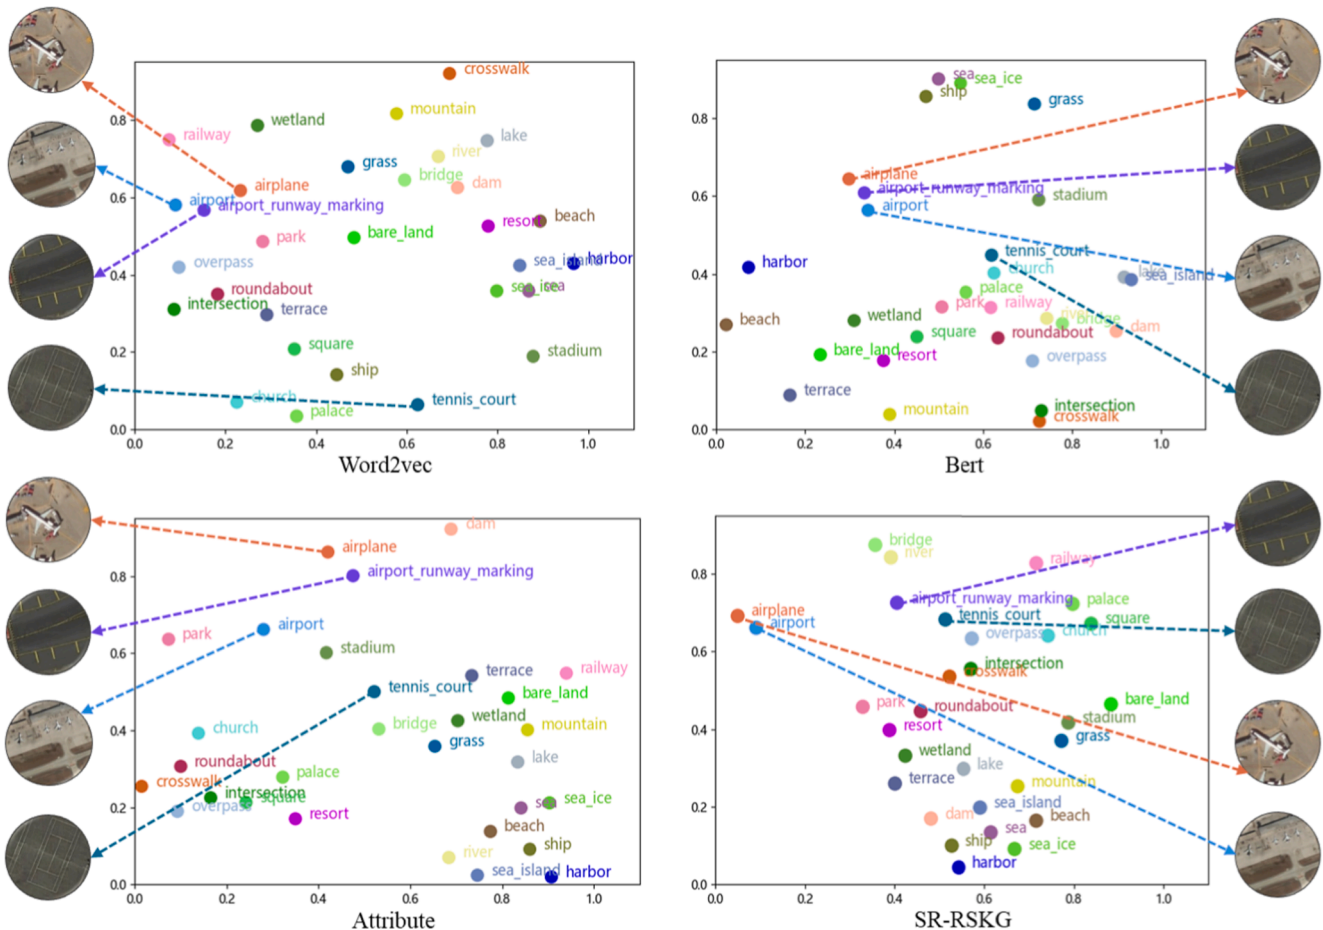 crosswalk
mountain
wetland
0.8
railway
lake
river
grass
bridge
dam
airplane
0.6
airport
airport_runway_marking
beach
resort
park
bare_land
overpass
sea_island
harbor
0.4
roundabout
sea_ice
sea
intersection
terrace
square
stadium
0.2
ship
church
tennis_court
palace
0.0
0.0 0.2 0.4 0.6 0.8 1.0
Word2vec
sea
sea_ice
ship
grass
0.8
airplane
airport_runway_marking
0.6
stadium
airport
tennis_court
harbor
church
lake
sea_island
0.4
palace
park
railway
beach
wetland
river
bridge
dam
square
roundabout
bare_land
resort
overpass
0.2
terrace
mountain
intersection
crosswalk
0.0
0.0 0.2 0.4 0.6 0.8 1.0
Bert
dam
airplane
airport_runway_marking
0.8
park
airport
stadium
0.6
terrace
railway
tennis_court
bare_land
church
bridge
wetland
mountain
0.4
grass
lake
roundabout
palace
crosswalk
intersection
square
overpass
sea
sea_ice
0.2
resort
beach
ship
river
sea_island
harbor
0.0
0.0 0.2 0.4 0.6 0.8 1.0
Attribute
bridge
river
railway
0.8
airport_runway_marking
palace
airplane
tennis_court
square
airport
overpass
church
0.6
intersection
crosswalk
park
roundabout
bare_land
stadium
resort
grass
0.4
wetland
lake
terrace
mountain
sea_island
0.2
dam
beach
sea
ship
sea_ice
harbor
0.0
0.0 0.2 0.4 0.6 0.8 1.0
SR-RSKG